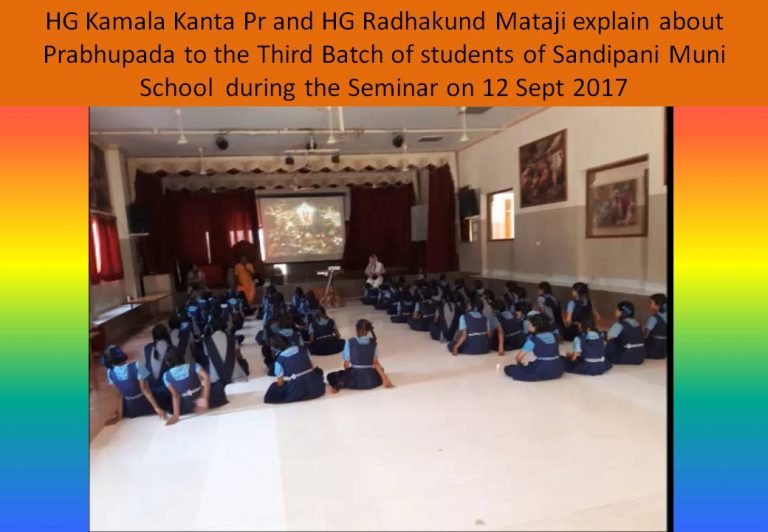 HG Kamala Kanta Pr and HG Radhakund Mataji explain about
Prabhupada to the Third Batch of students of Sandipani Muni
School  during the Seminar on 12 Sept 2017